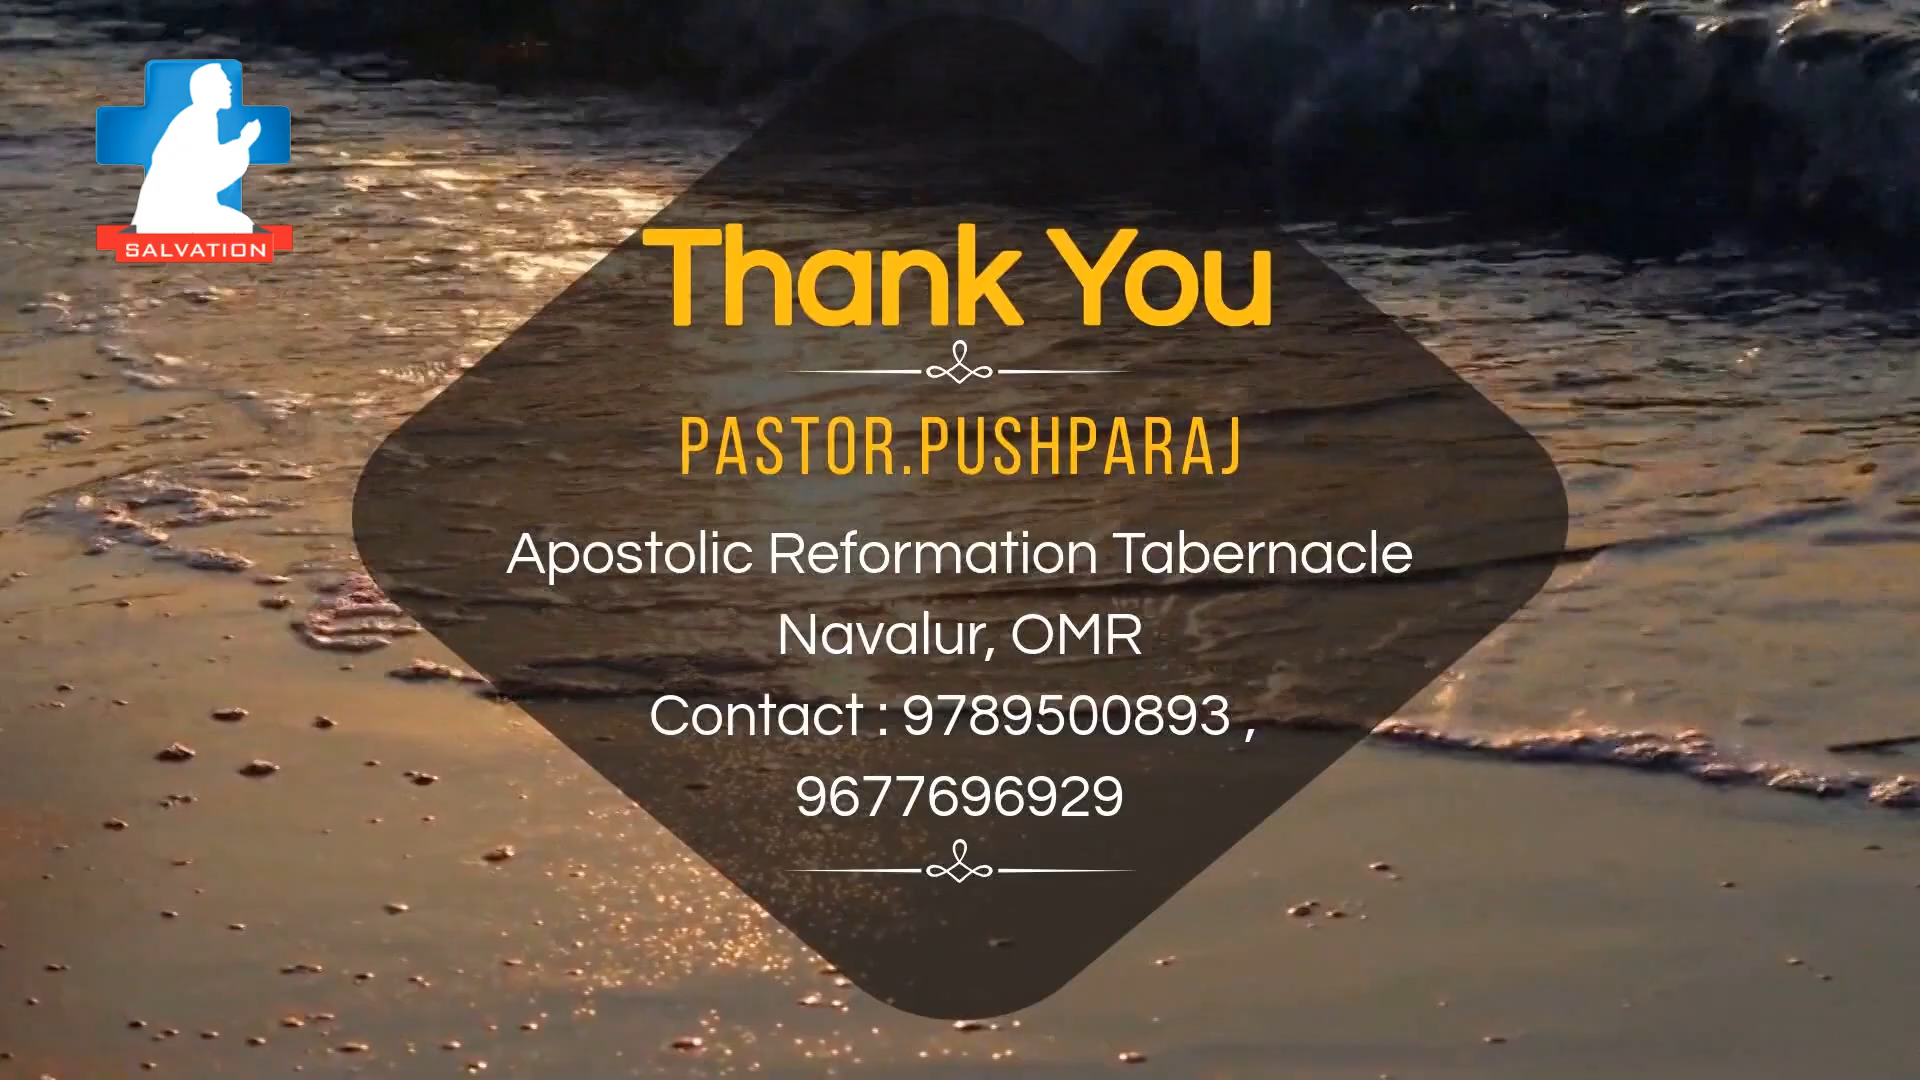 SALVATION
Thank You
PASTOR.PUSHPARAJ
Apostolic Reformation Tabernacle
Navalur, OMR
Contact : 9789500893 ,
9677696929